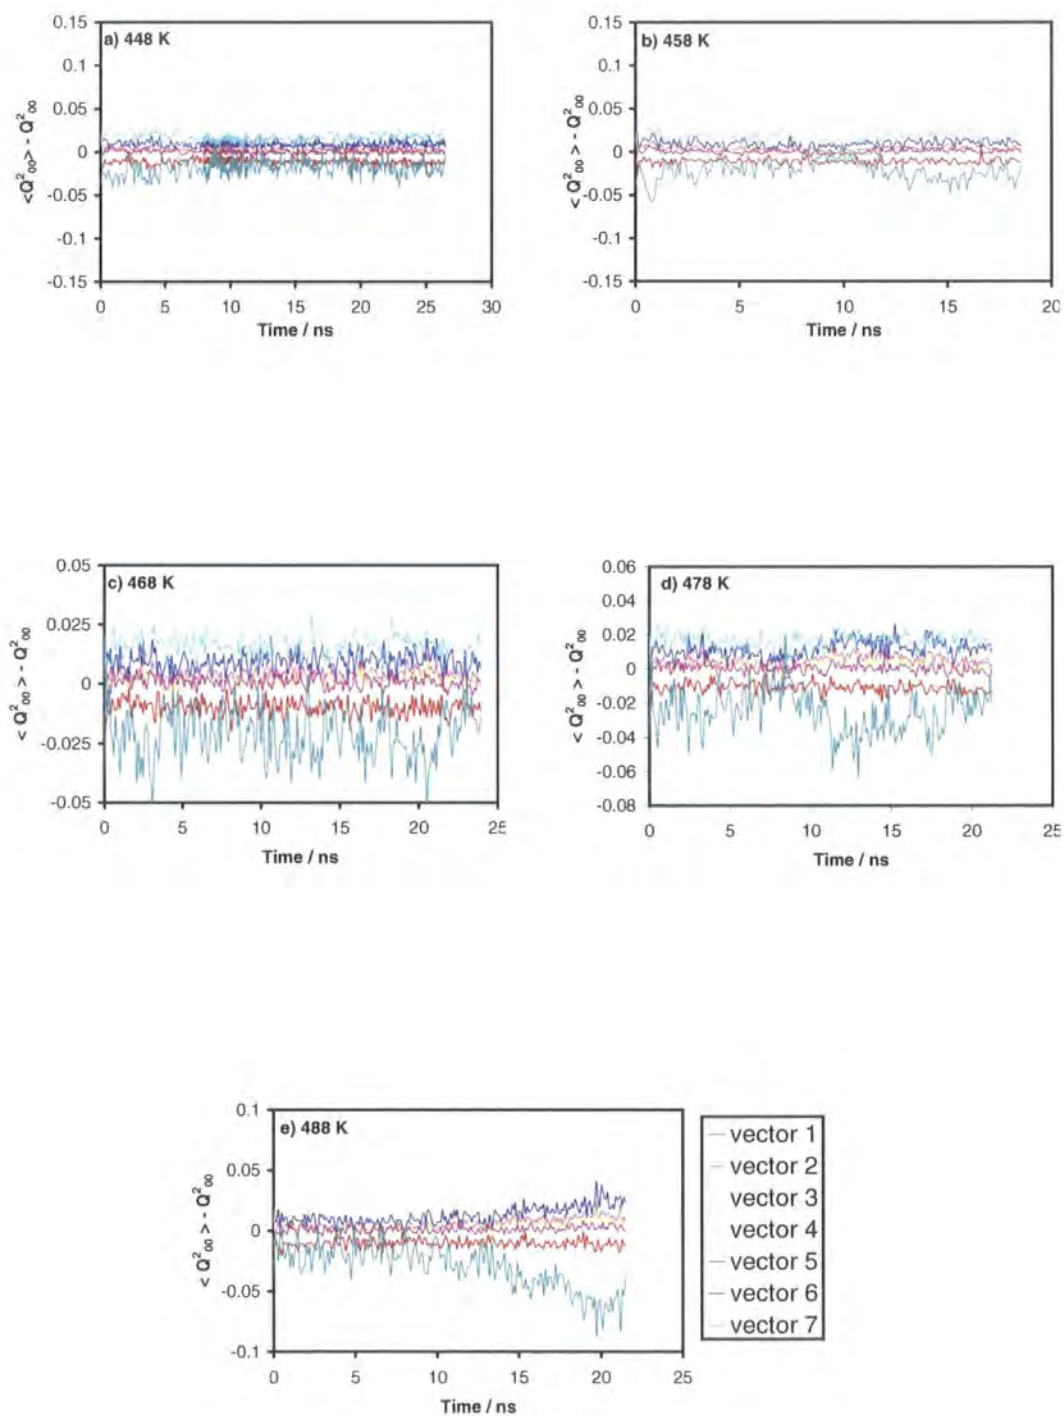 a) 448 K
0.15
0.1
0.05
0
-0.05
-0.1
-0.15
< Q²₀₀ > - Q²₀₀
0 5 10 15 20 25 30
Time / ns
b) 458 K
0.15
0.1
0.05
0
-0.05
-0.1
-0.15
< Q²₀₀ > - Q²₀₀
0 5 10 15 20
Time / ns
c) 468 K
0.05
0.025
0
-0.025
-0.05
< Q²₀₀ > - Q²₀₀
0 5 10 15 20 25
Time / ns
d) 478 K
0.06
0.04
0.02
0
-0.02
-0.04
-0.06
-0.08
< Q²₀₀ > - Q²₀₀
0 5 10 15 20 25
Time / ns
e) 488 K
0.1
0.05
0
-0.05
-0.1
< Q²₀₀ > - Q²₀₀
0 5 10 15 20 25
Time / ns
vector 1
vector 2
vector 3
vector 4
vector 5
vector 6
vector 7